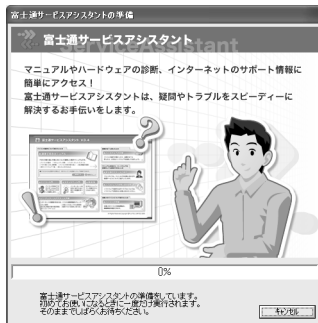 富士通サービスアシスタントの準備
富士通サービスアシスタント
ServiceAssistant
マニュアルやハードウェアの診断、インターネットのサポート情報に
簡単にアクセス!
富士通サービスアシスタントは、疑問やトラブルをスピーディーに
解決するお手伝いをします。
0%
富士通サービスアシスタントの準備をしています。
初めてお使いになるときに一度だけ実行されます。
そのままでしばらくお待ちください。
キャンセル